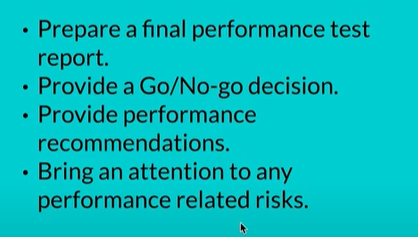 • Prepare a final performance test
report.
• Provide a Go/No-go decision.
• Provide performance
recommendations.
• Bring an attention to any
performance related risks.